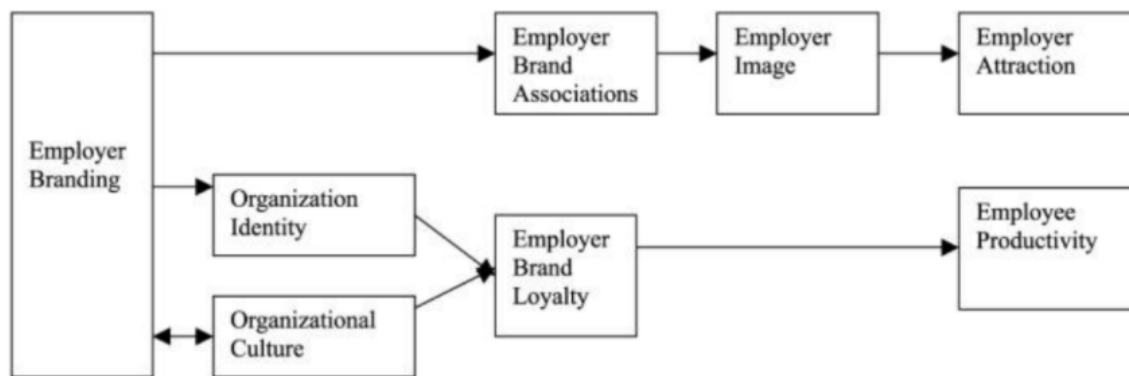 Employer
Branding
Employer
Brand
Associations
Employer
Image
Employer
Attraction
Organization
Identity
Organizational
Culture
Employer
Brand
Loyalty
Employee
Productivity